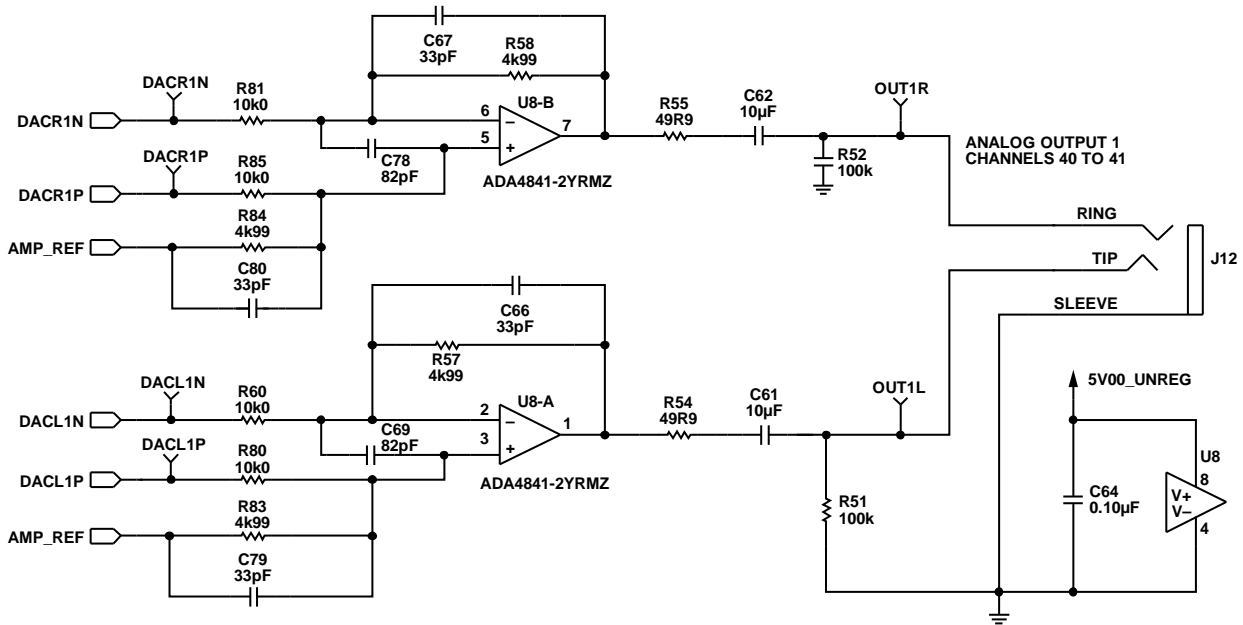 C67
33pF
R58
4k99
DACR1N
R81
10k0
DACR1N
U8-B
6
5
7
C78
82pF
ADA4841-2YRMZ
R55
49R9
C62
10µF
OUT1R
R52
100k
ANALOG OUTPUT 1
CHANNELS 40 TO 41
DACR1P
R85
10k0
DACR1P
R84
4k99
AMP_REF
C80
33pF
RING
TIP
SLEEVE
J12
C66
33pF
R57
4k99
DACL1N
R60
10k0
DACL1N
U8-A
2
3
1
C69
82pF
ADA4841-2YRMZ
R54
49R9
C61
10µF
OUT1L
R51
100k
DACL1P
R80
10k0
DACL1P
R83
4k99
AMP_REF
C79
33pF
5V00_UNREG
U8
8
V+
V−
4
C64
0.10µF